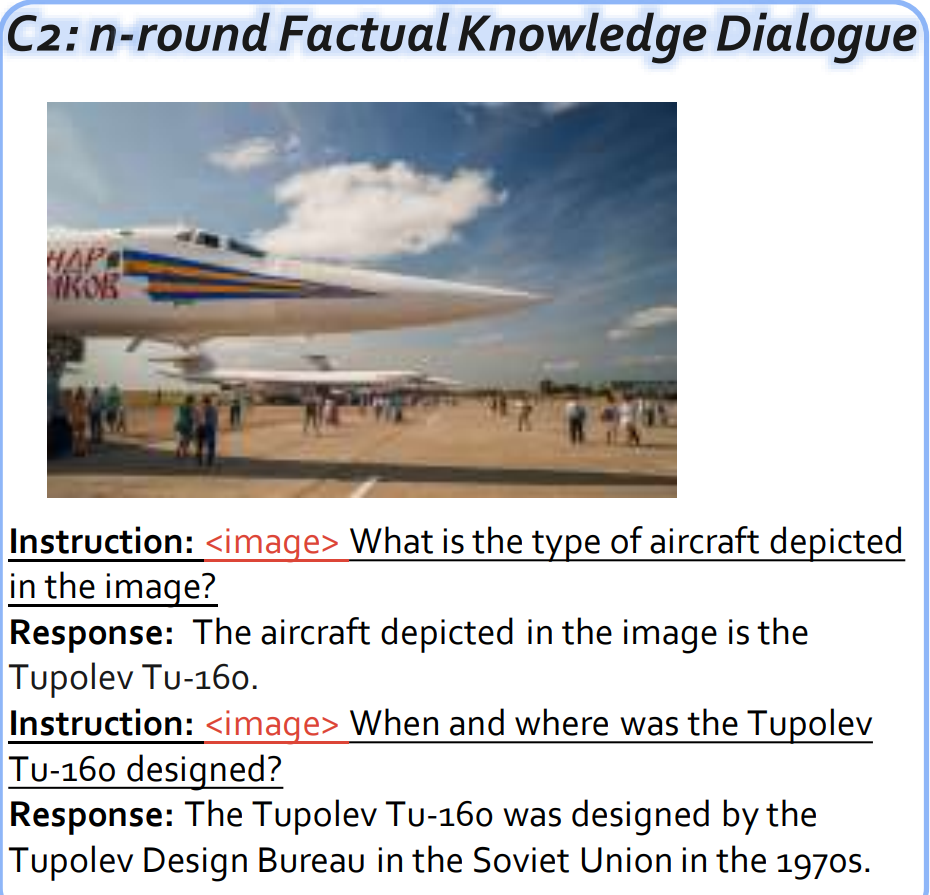 C2: n-round Factual Knowledge Dialogue
НДР
ИКОВ
Instruction: <image> What is the type of aircraft depicted
in the image?
Response: The aircraft depicted in the image is the
Tupolev Tu-160.
Instruction: <image> When and where was the Tupolev
Tu-160 designed?
Response: The Tupolev Tu-160 was designed by the
Tupolev Design Bureau in the Soviet Union in the 1970s.